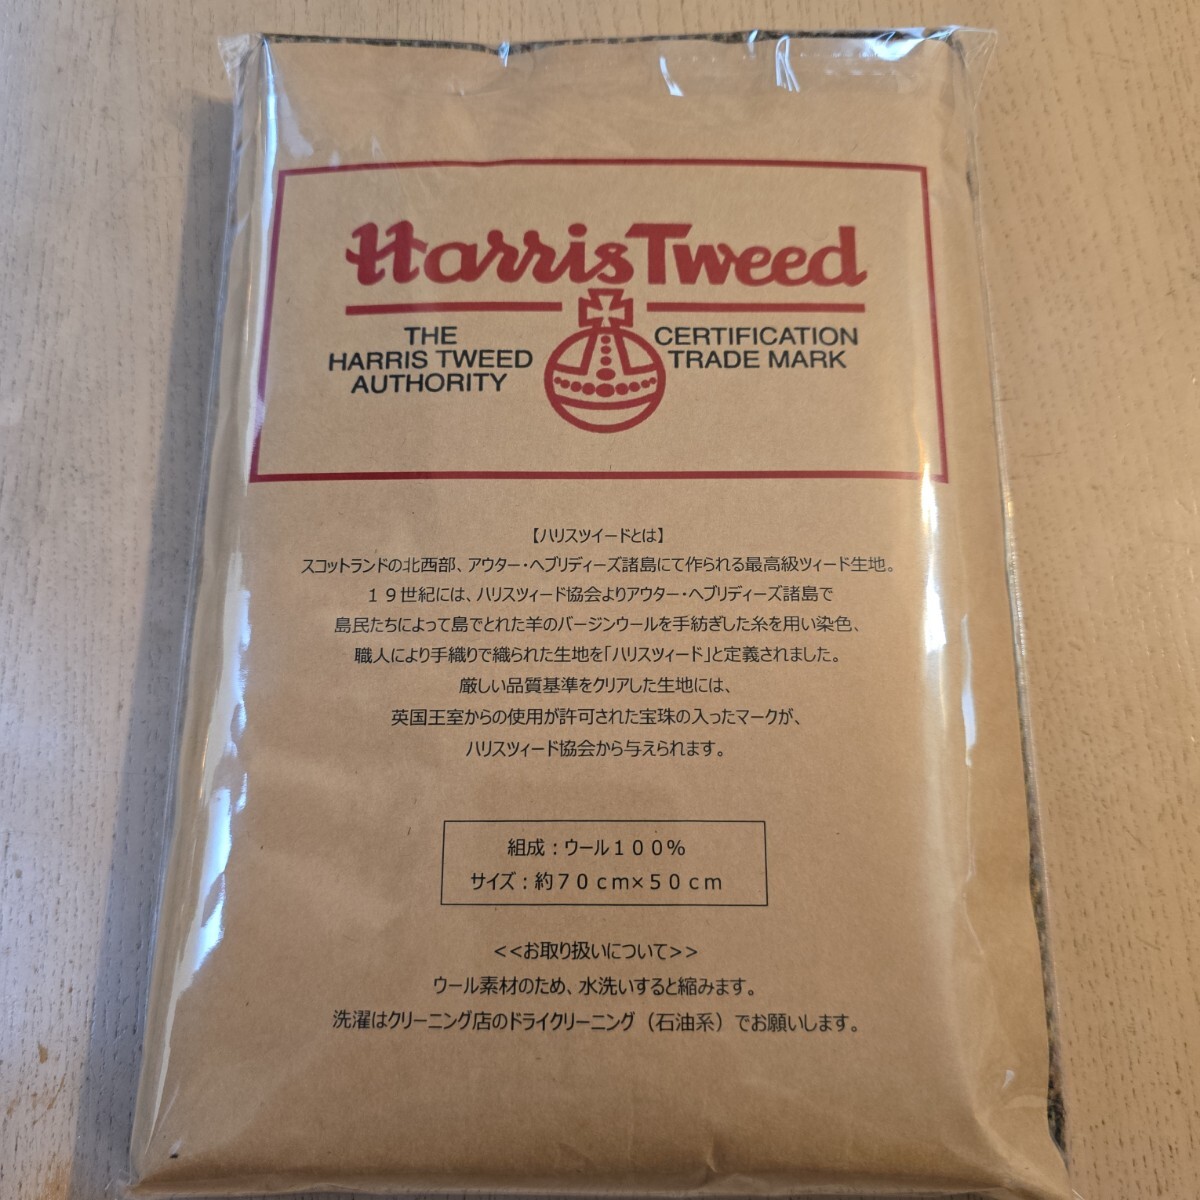 Harris Tweed
THE
HARRIS TWEED
AUTHORITY
CERTIFICATION
TRADE MARK
【ハリスツイードとは】
スコットランドの北西部、アウター・ヘブリディーズ諸島にて作られる最高級ツィード生地。
１９世紀には、ハリスツィード協会よりアウター・ヘブリディーズ諸島で
島民たちによって島でとれた羊のバージンウールを手紡ぎした糸を用い染色、
職人により手織りで織られた生地を「ハリスツィード」と定義されました。
厳しい品質基準をクリアした生地には、
英国王室からの使用が許可された宝珠の入ったマークが、
ハリスツィード協会から与えられます。
組成：ウール１００％
サイズ：約７０ｃｍ×５０ｃｍ
<<お取り扱いについて>>
ウール素材のため、水洗いすると縮みます。
洗濯はクリーニング店のドライクリーニング（石油系）でお願いします。